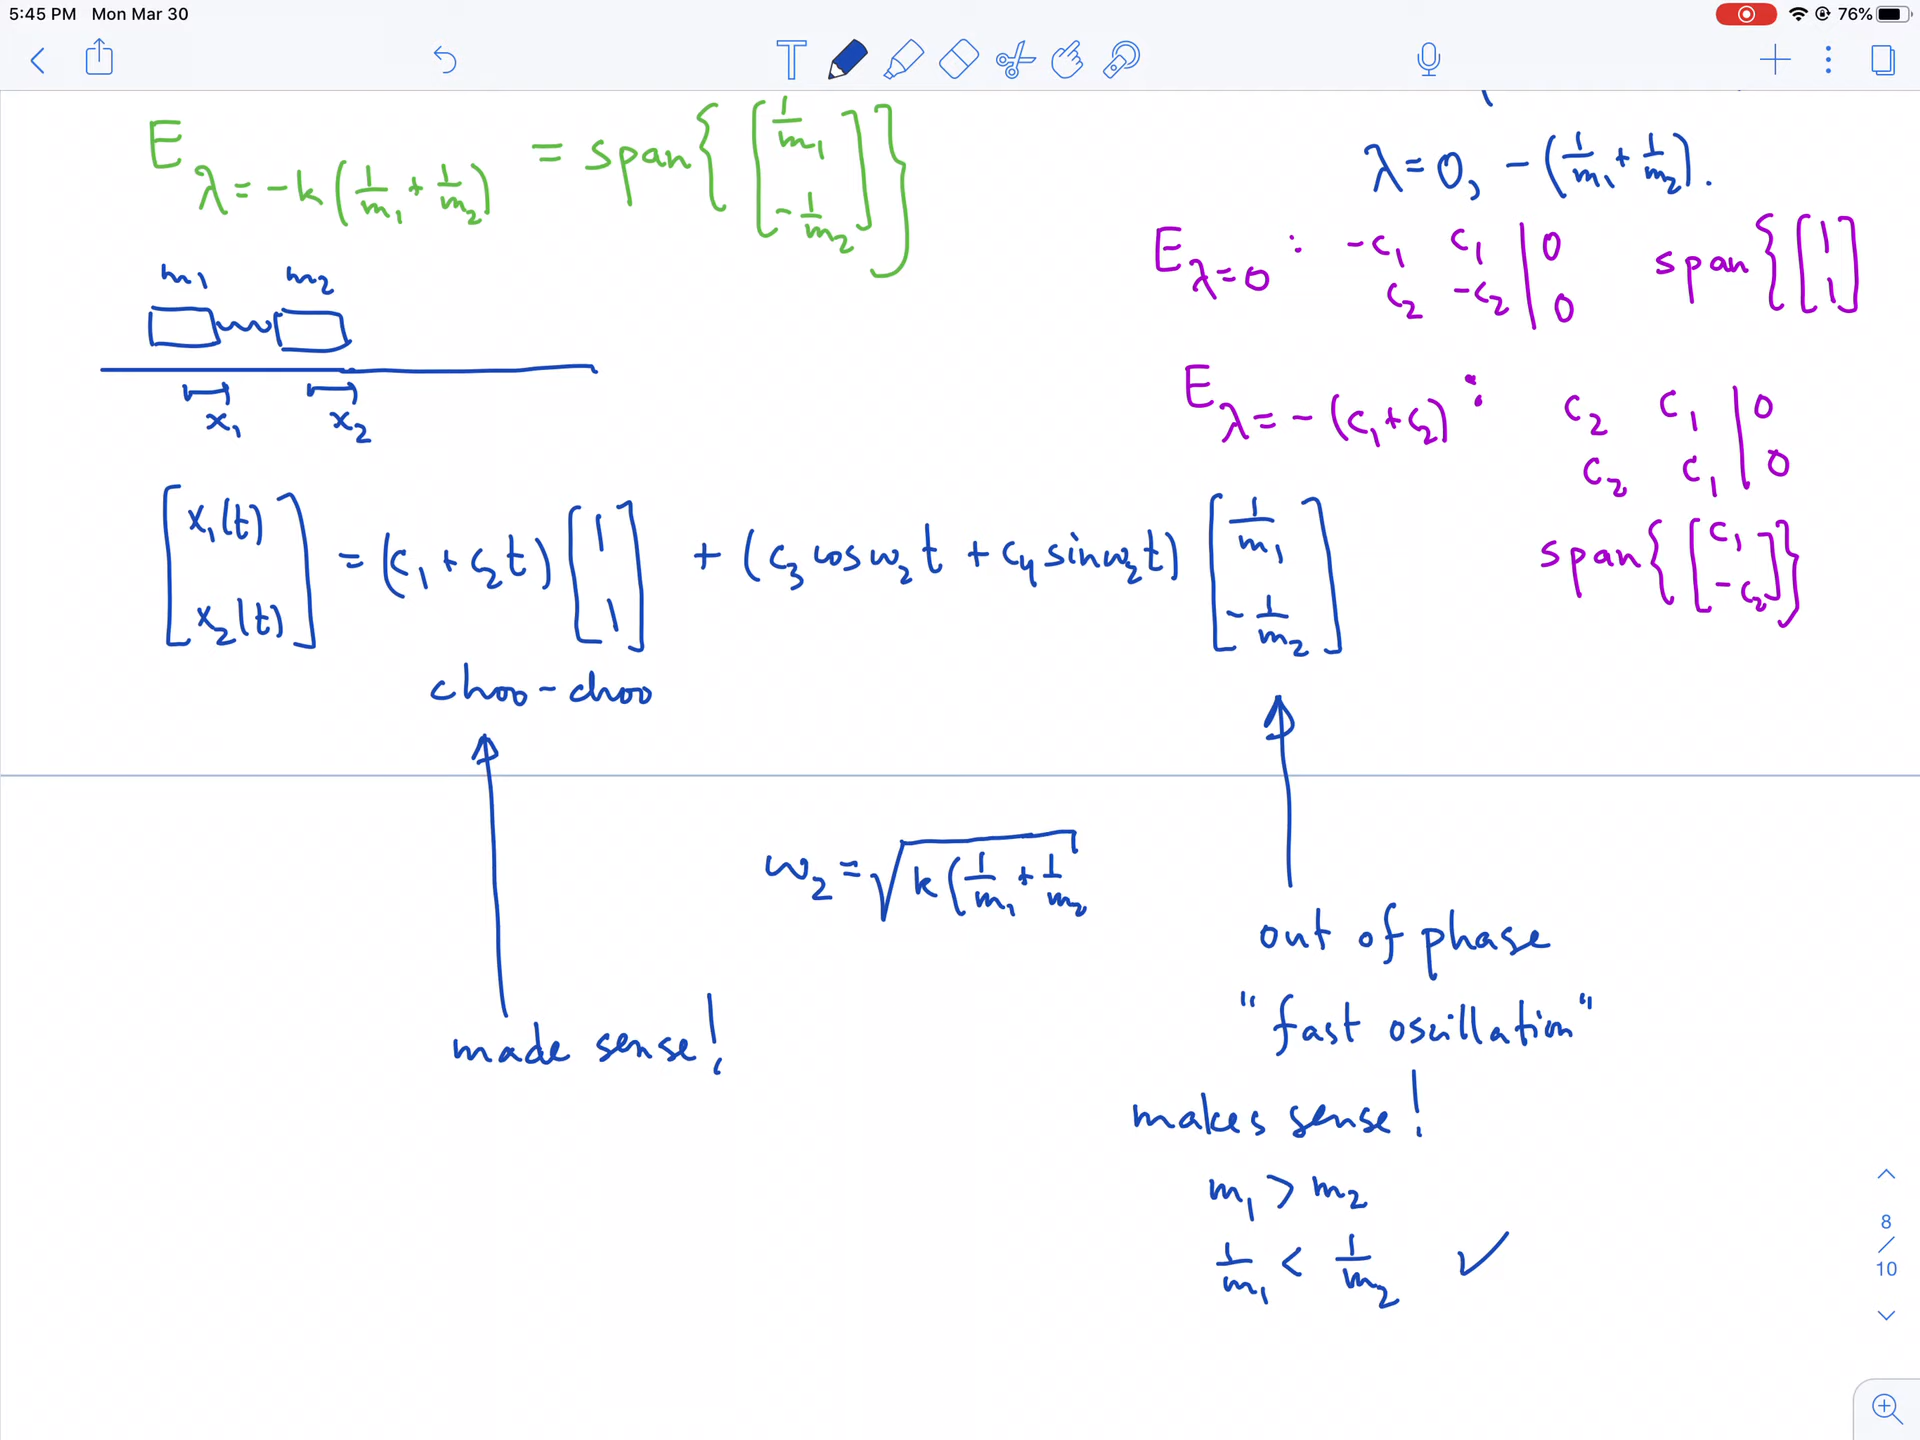 5:45 PM Mon Mar 30
76%
T
E λ=-k(1/m₁ + 1/m₂) = span{[1/m₁ -1/m₂]}
λ=0, -(1/m₁ + 1/m₂).
E λ=0 : -c₁ c₁ | 0 span{[1 1]
c₂ -c₂ | 0
m₁ m₂
x₁ x₂
E λ=-(c₁+c₂) : c₂ c₁ | 0
c₂ c₁ | 0
span{[c₁ -c₂]}
[x₁(t) x₂(t)] = (c₁+c₂t)[1 1] + (c₃cosω₂t + c₄sinω₂t)[1/m₁ -1/m₂]
choo-choo
ω₂=√k(1/m₁ + 1/m₂
out of phase
"fast oscillation"
made sense!
makes sense!
m₁ > m₂
1/m₁ < 1/m₂ ✓
8
/
10